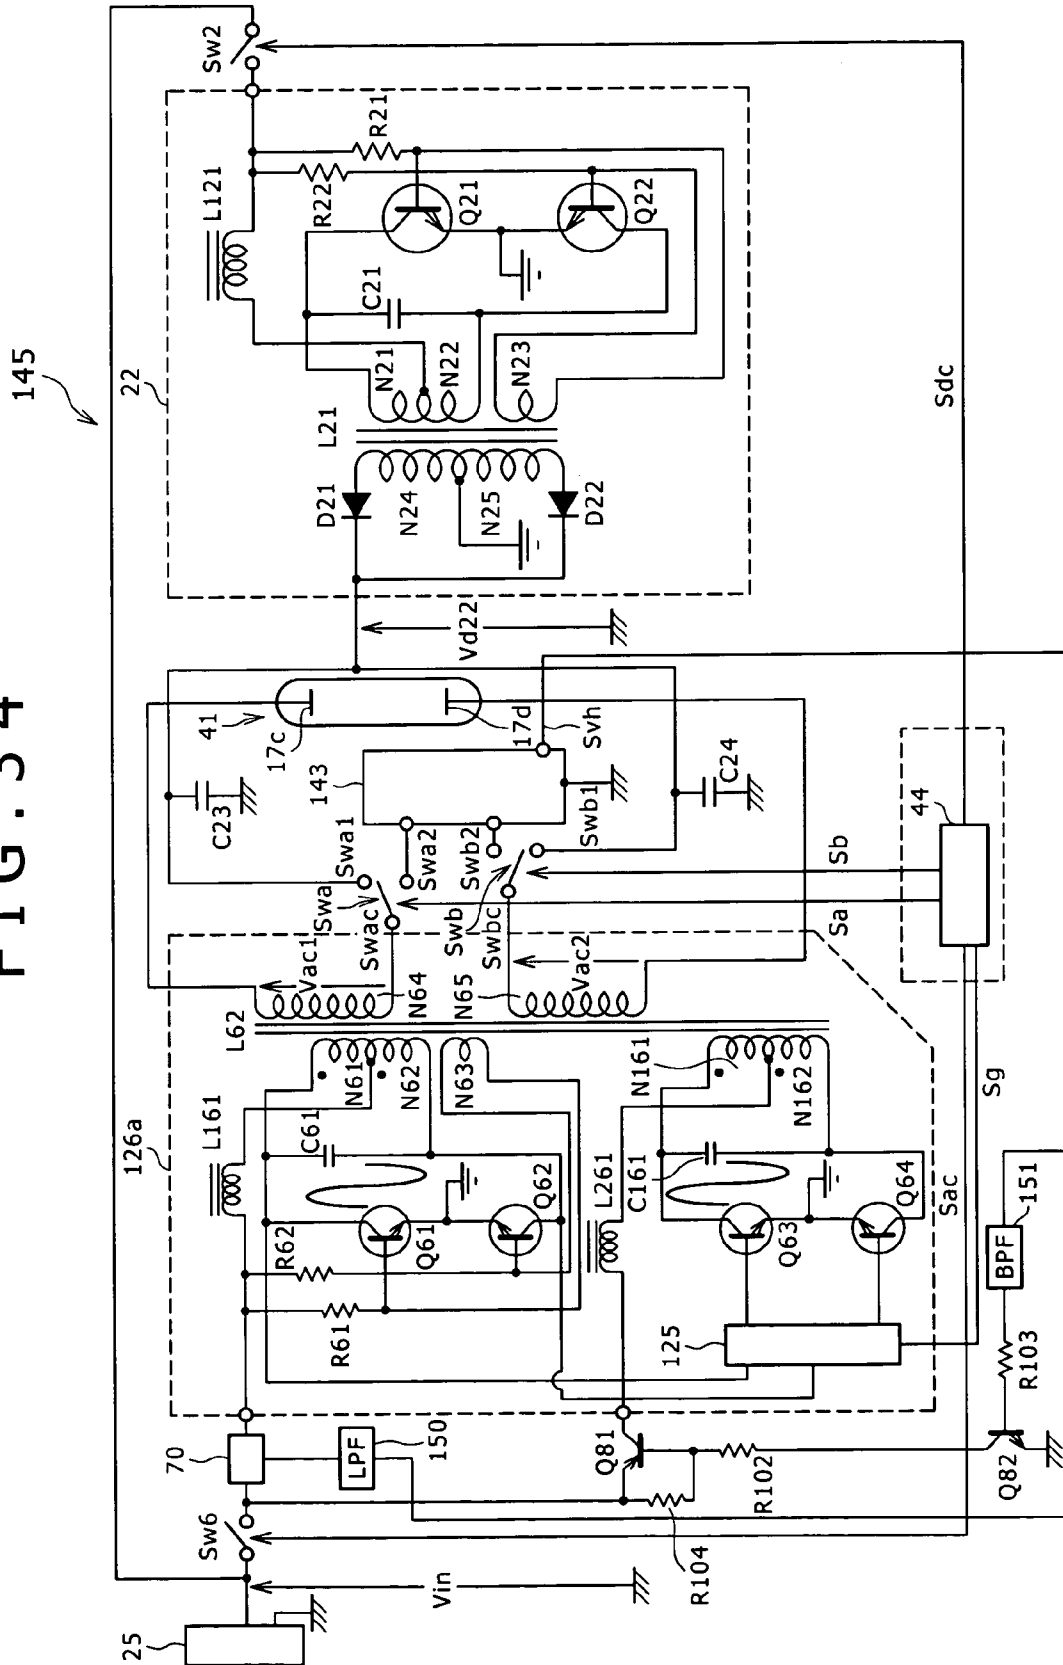 FIG.34
145
Sw2
22
L121
R21
R22
Q21
Q22
C21
N21
N22
N23
L21
D21
N24
N25
D22
Vd22
41
17c
17d
Svh
143
C23
C24
Swa1
Swa2
Swb2
Swb1
Swa
Swac
Swb
Swbc
Sdc
44
Sb
Sa
Vac1
Vac2
N64
N65
L62
126a
L161
N61
N62
N63
C61
R62
R61
Q61
Q62
L261
N161
N162
C161
Q63
Q64
125
Sac
Sg
151
BPF
R103
Q82
70
LPF
150
Q81
R102
R104
Sw6
Vin
25